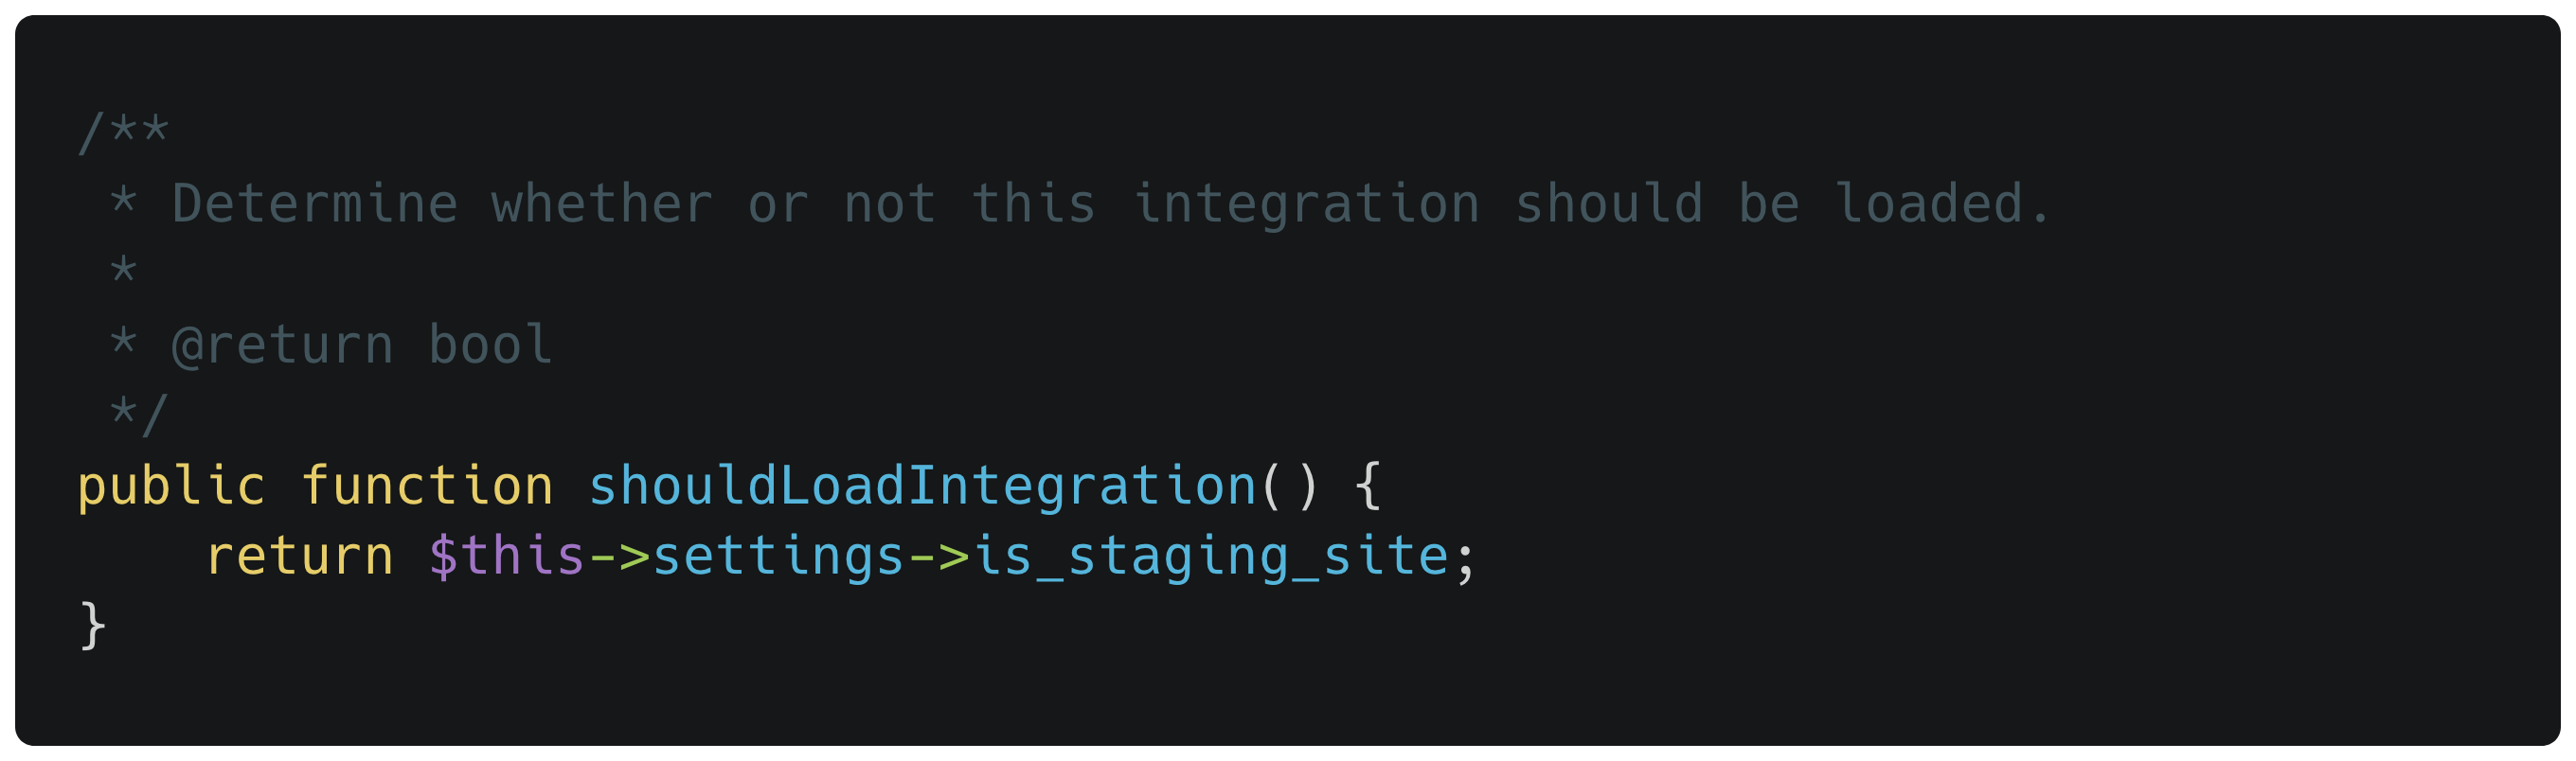 /**
 * Determine whether or not this integration should be loaded.
 *
 * @return bool
 */
public function shouldLoadIntegration() {
    return $this->settings->is_staging_site;
}